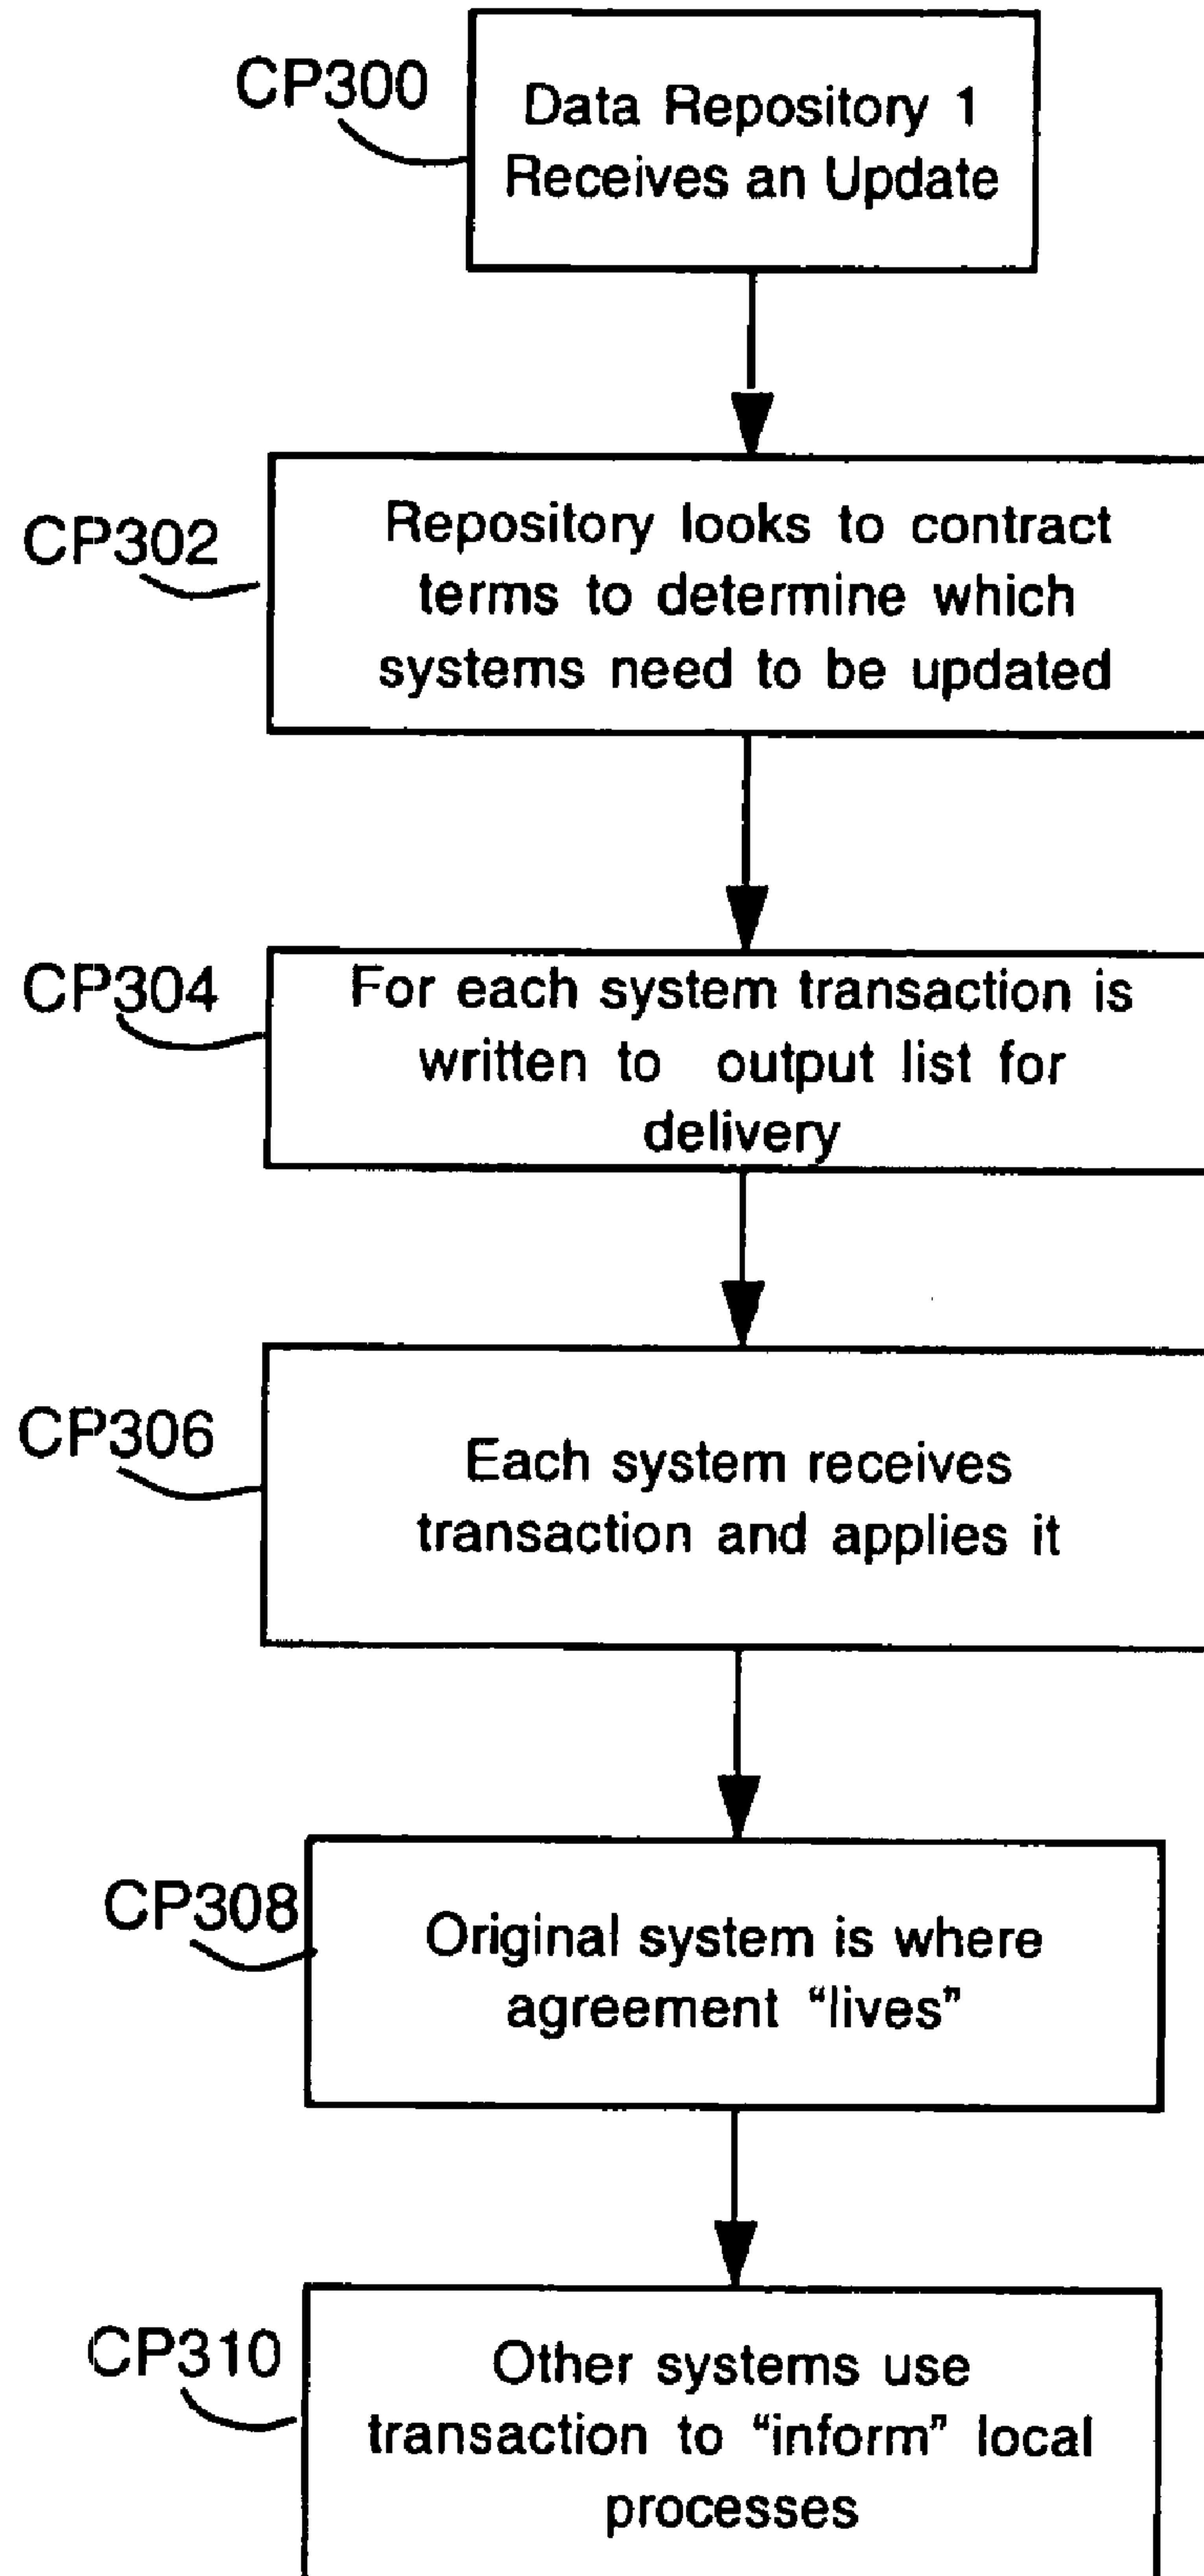 CP300
Data Repository 1
Receives an Update
CP302
Repository looks to contract
terms to determine which
systems need to be updated
CP304
For each system transaction is
written to output list for
delivery
CP306
Each system receives
transaction and applies it
CP308
Original system is where
agreement “lives”
CP310
Other systems use
transaction to “inform” local
processes